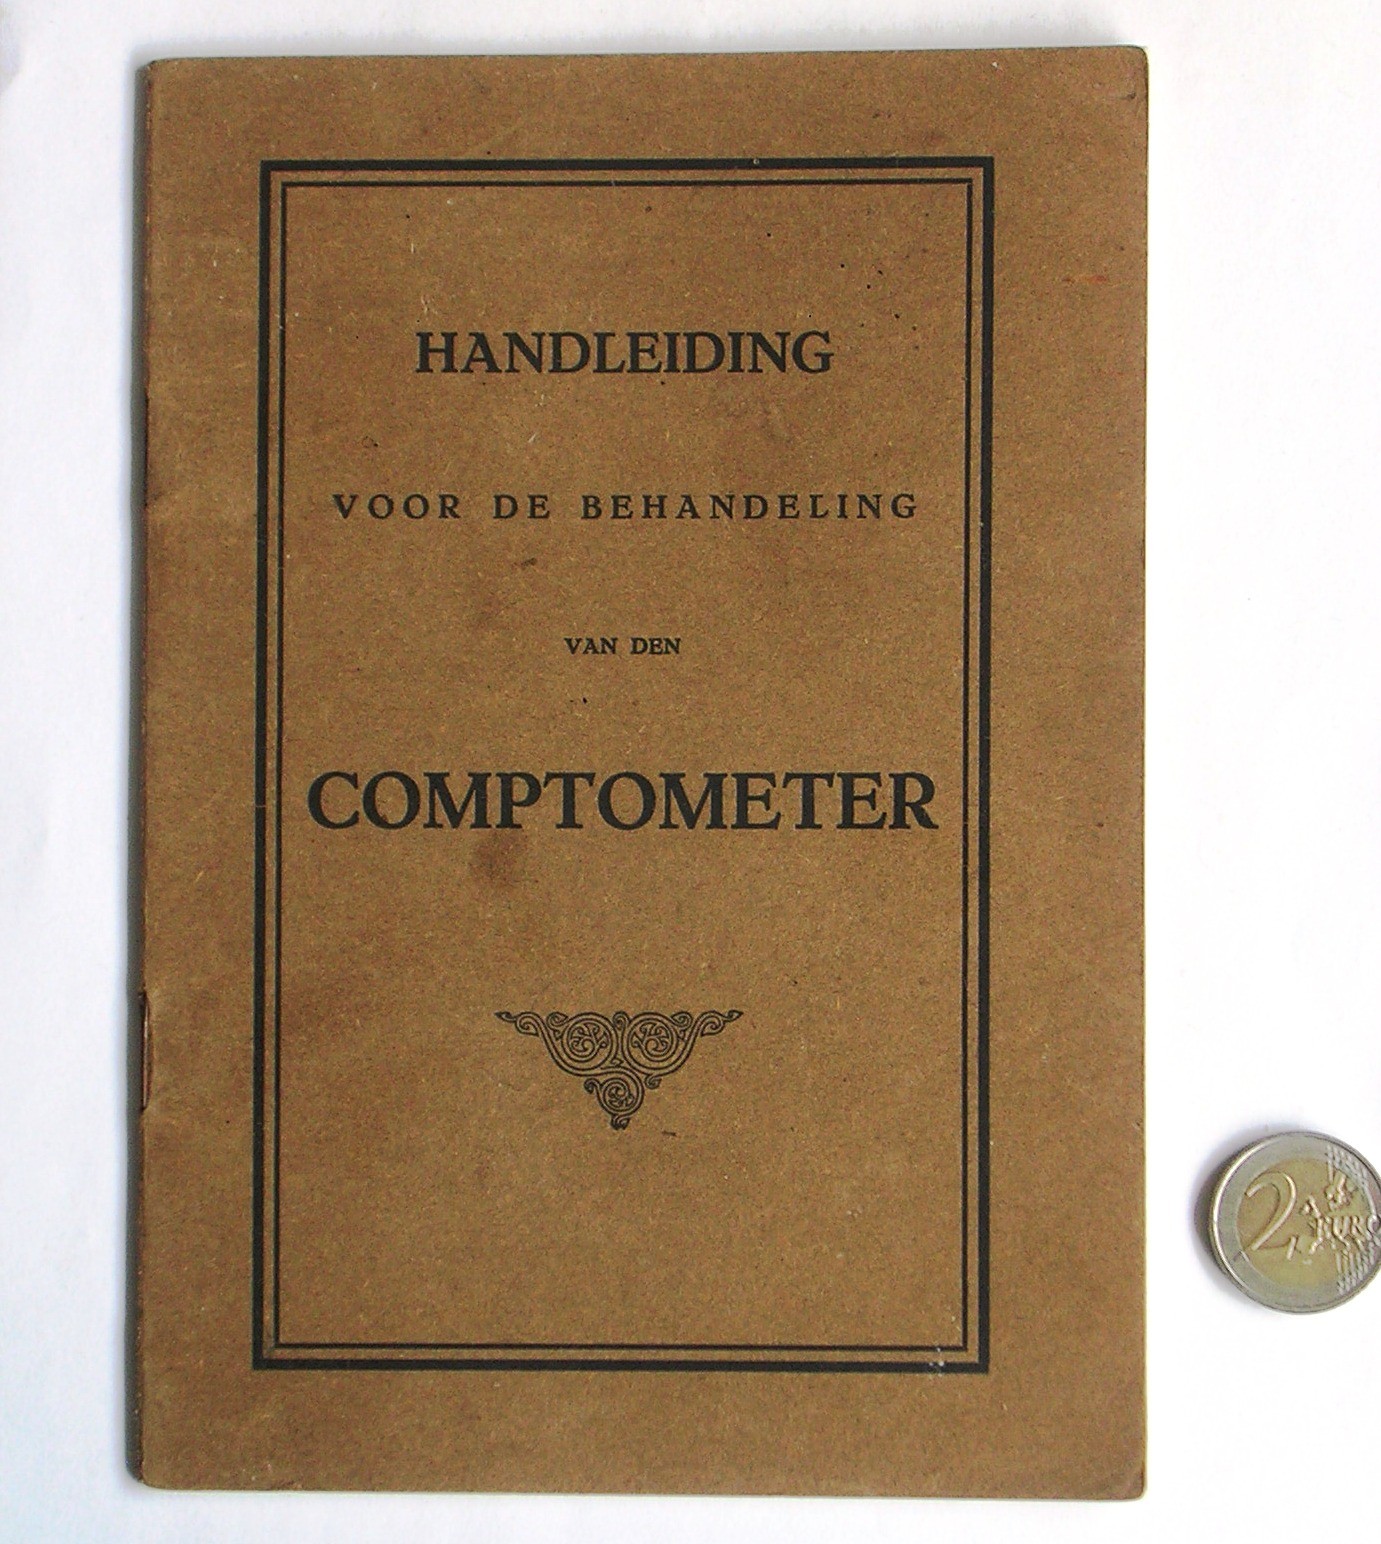 HANDLEIDING
VOOR DE BEHANDELING
VAN DEN
COMPTOMETER
2 EURO